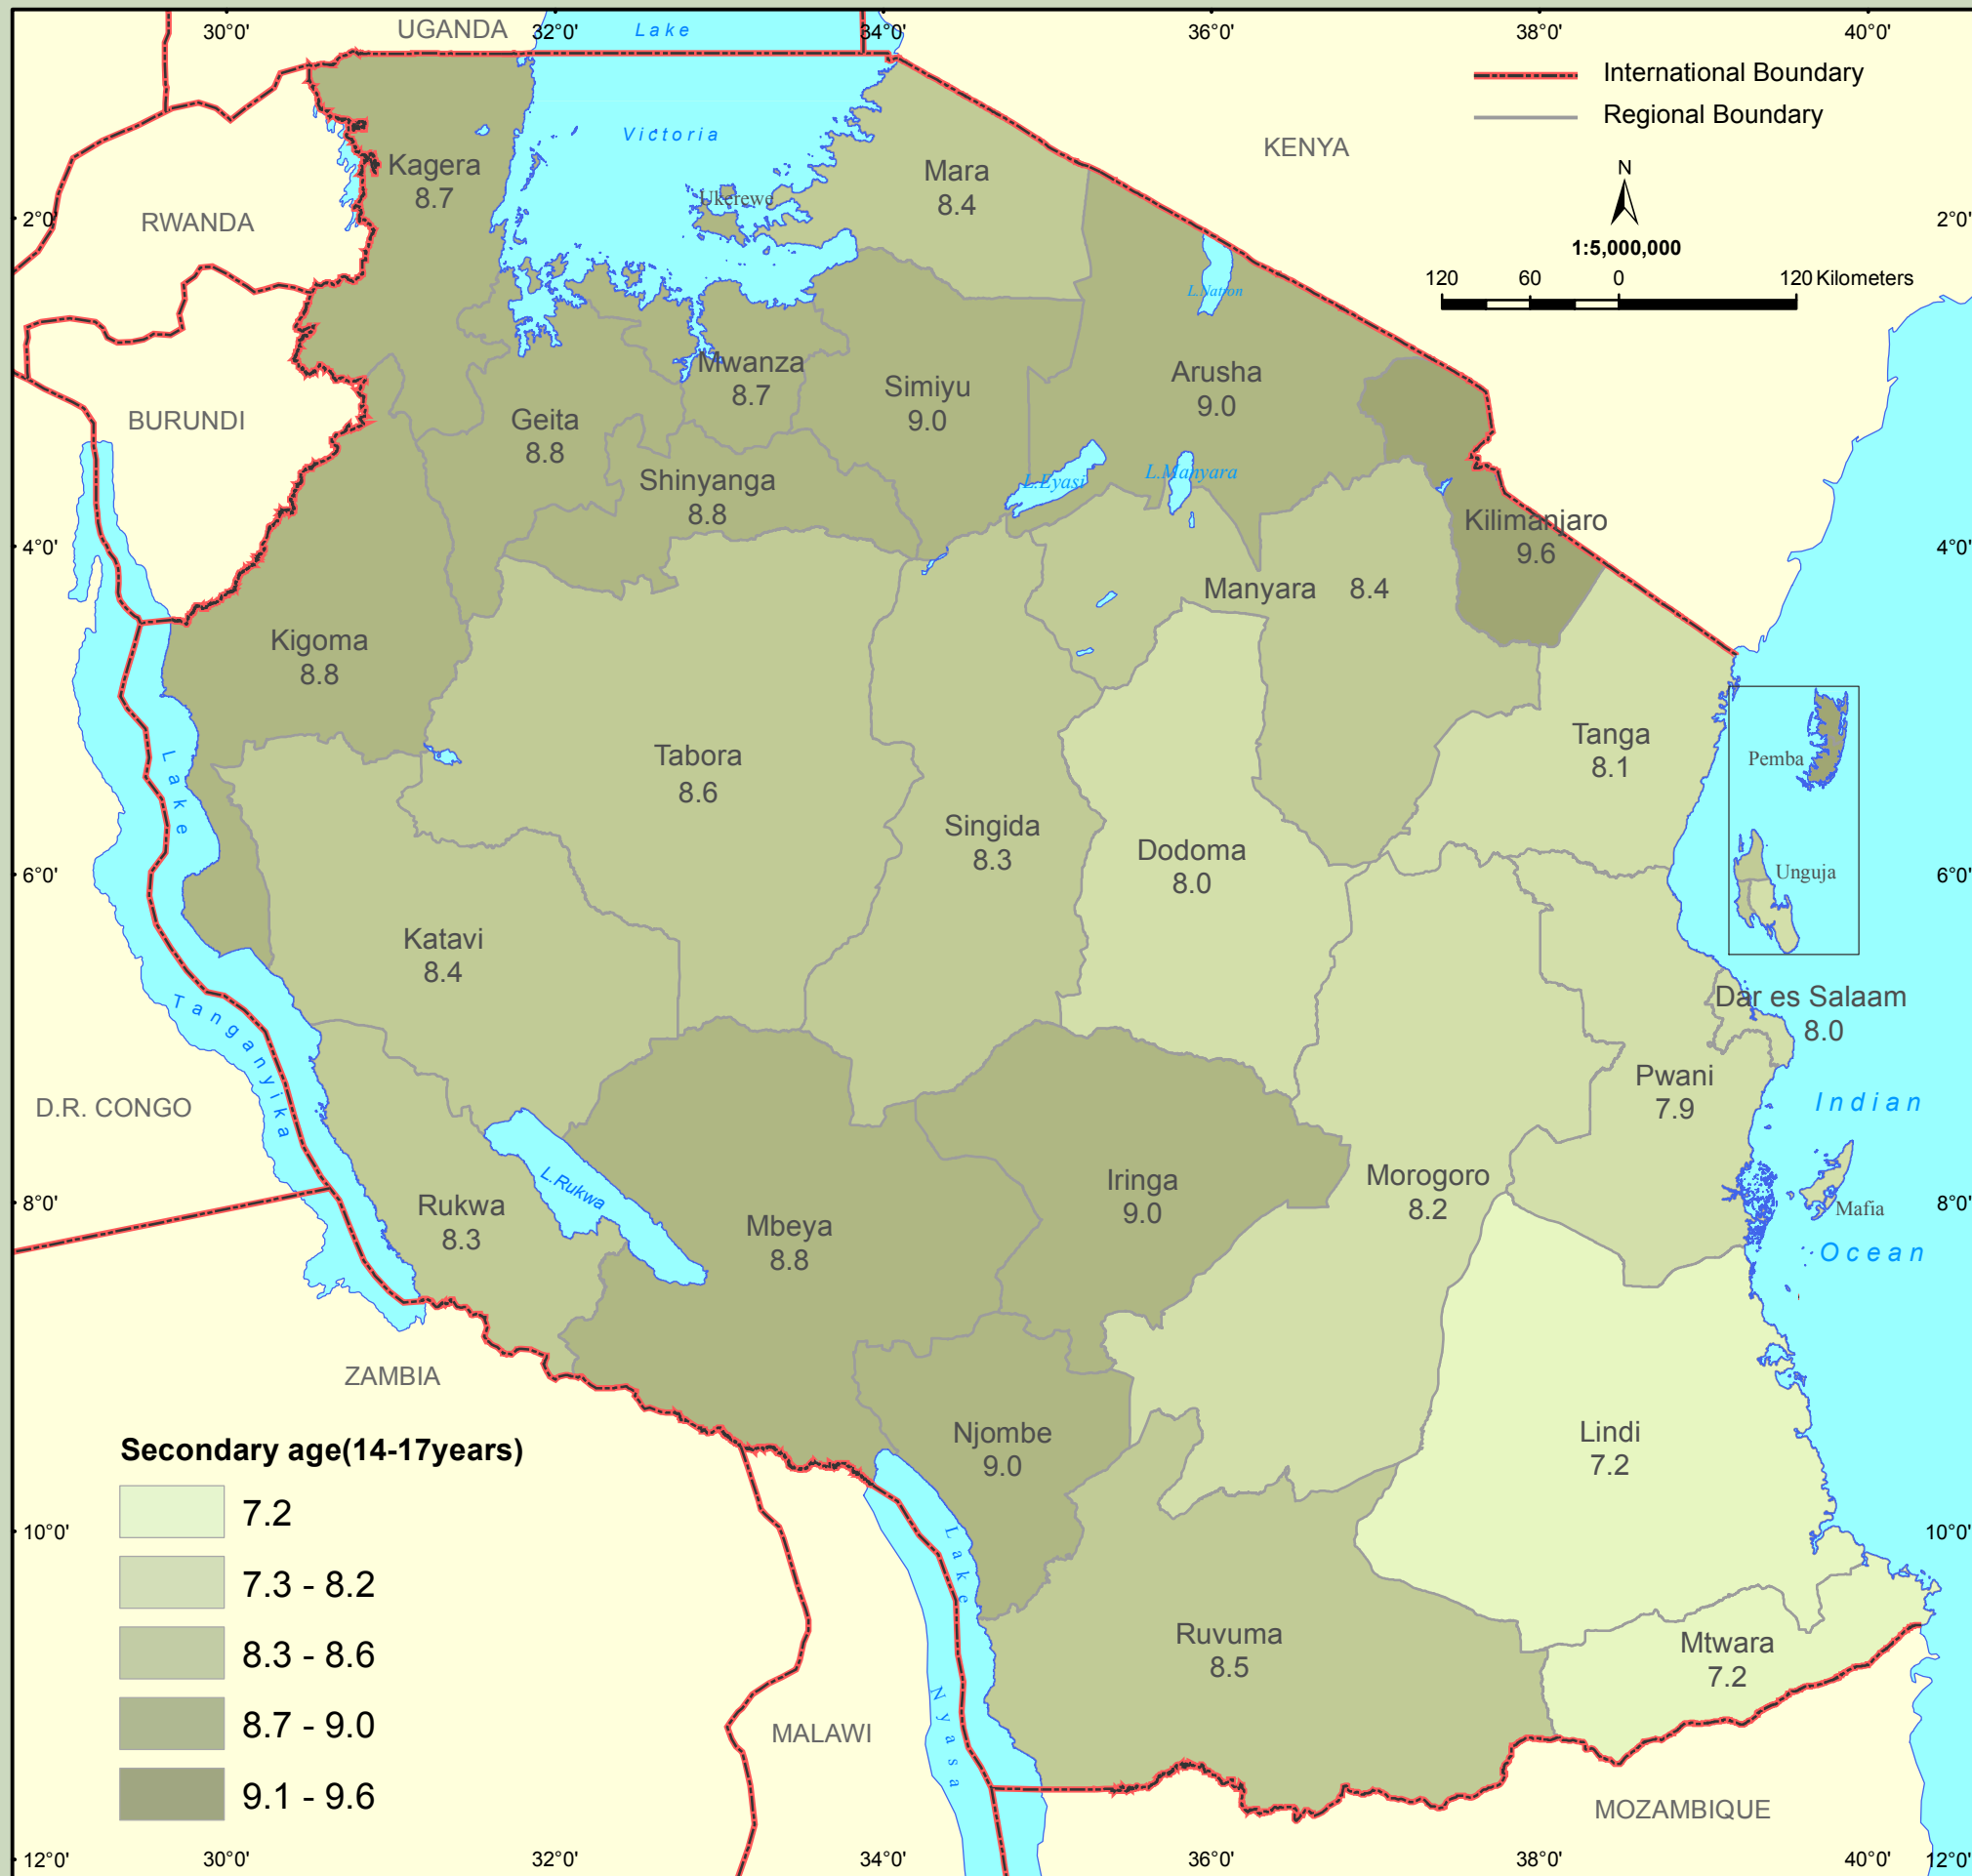 30°0' 32°0' 34°0' 36°0' 38°0' 40°0'
UGANDA
Lake
International Boundary
Regional Boundary
Victoria
KENYA
N
1:5,000,000
120 60 0 120 Kilometers
Kagera
8.7
Mara
8.4
Ukerewe
RWANDA
2°0' 2°0'
L.Natron
BURUNDI
Mwanza
8.7
Simiyu
9.0
Arusha
9.0
Geita
8.8
Shinyanga
8.8
L.Eyasi
L.Manyara
Kilimanjaro
9.6
4°0' 4°0'
Manyara 8.4
Kigoma
8.8
Tabora
8.6
Tanga
8.1
Pemba
Singida
8.3
Dodoma
8.0
Unguja
6°0' 6°0'
Katavi
8.4
Lake
Tanganyika
Dar es Salaam
8.0
Pwani
7.9
Indian
Ocean
D.R. CONGO
Rukwa
8.3
L.Rukwa
Mbeya
8.8
Iringa
9.0
Morogoro
8.2
Mafia
8°0' 8°0'
ZAMBIA
Njombe
9.0
Lindi
7.2
10°0' 10°0'
Lake
Nyasa
Ruvuma
8.5
Mtwara
7.2
MALAWI
MOZAMBIQUE
Secondary age(14-17years)
7.2
7.3 - 8.2
8.3 - 8.6
8.7 - 9.0
9.1 - 9.6
12°0' 30°0' 32°0' 34°0' 36°0' 38°0' 40°0' 12°0'